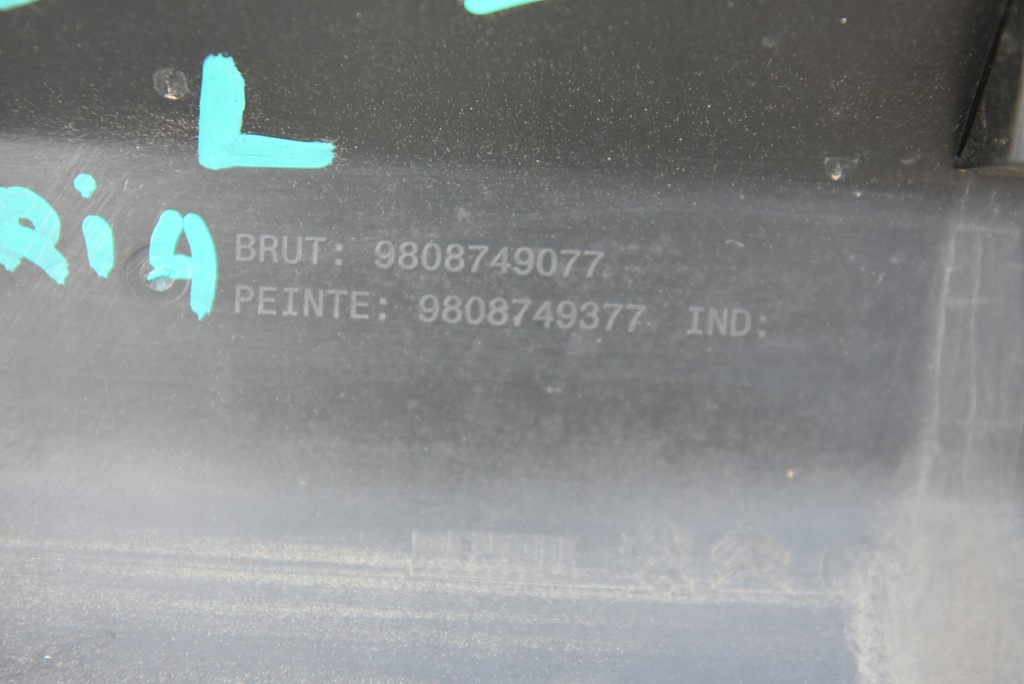 L
RiA
BRUT: 9808749077
PEINTE: 9808749377 IND: